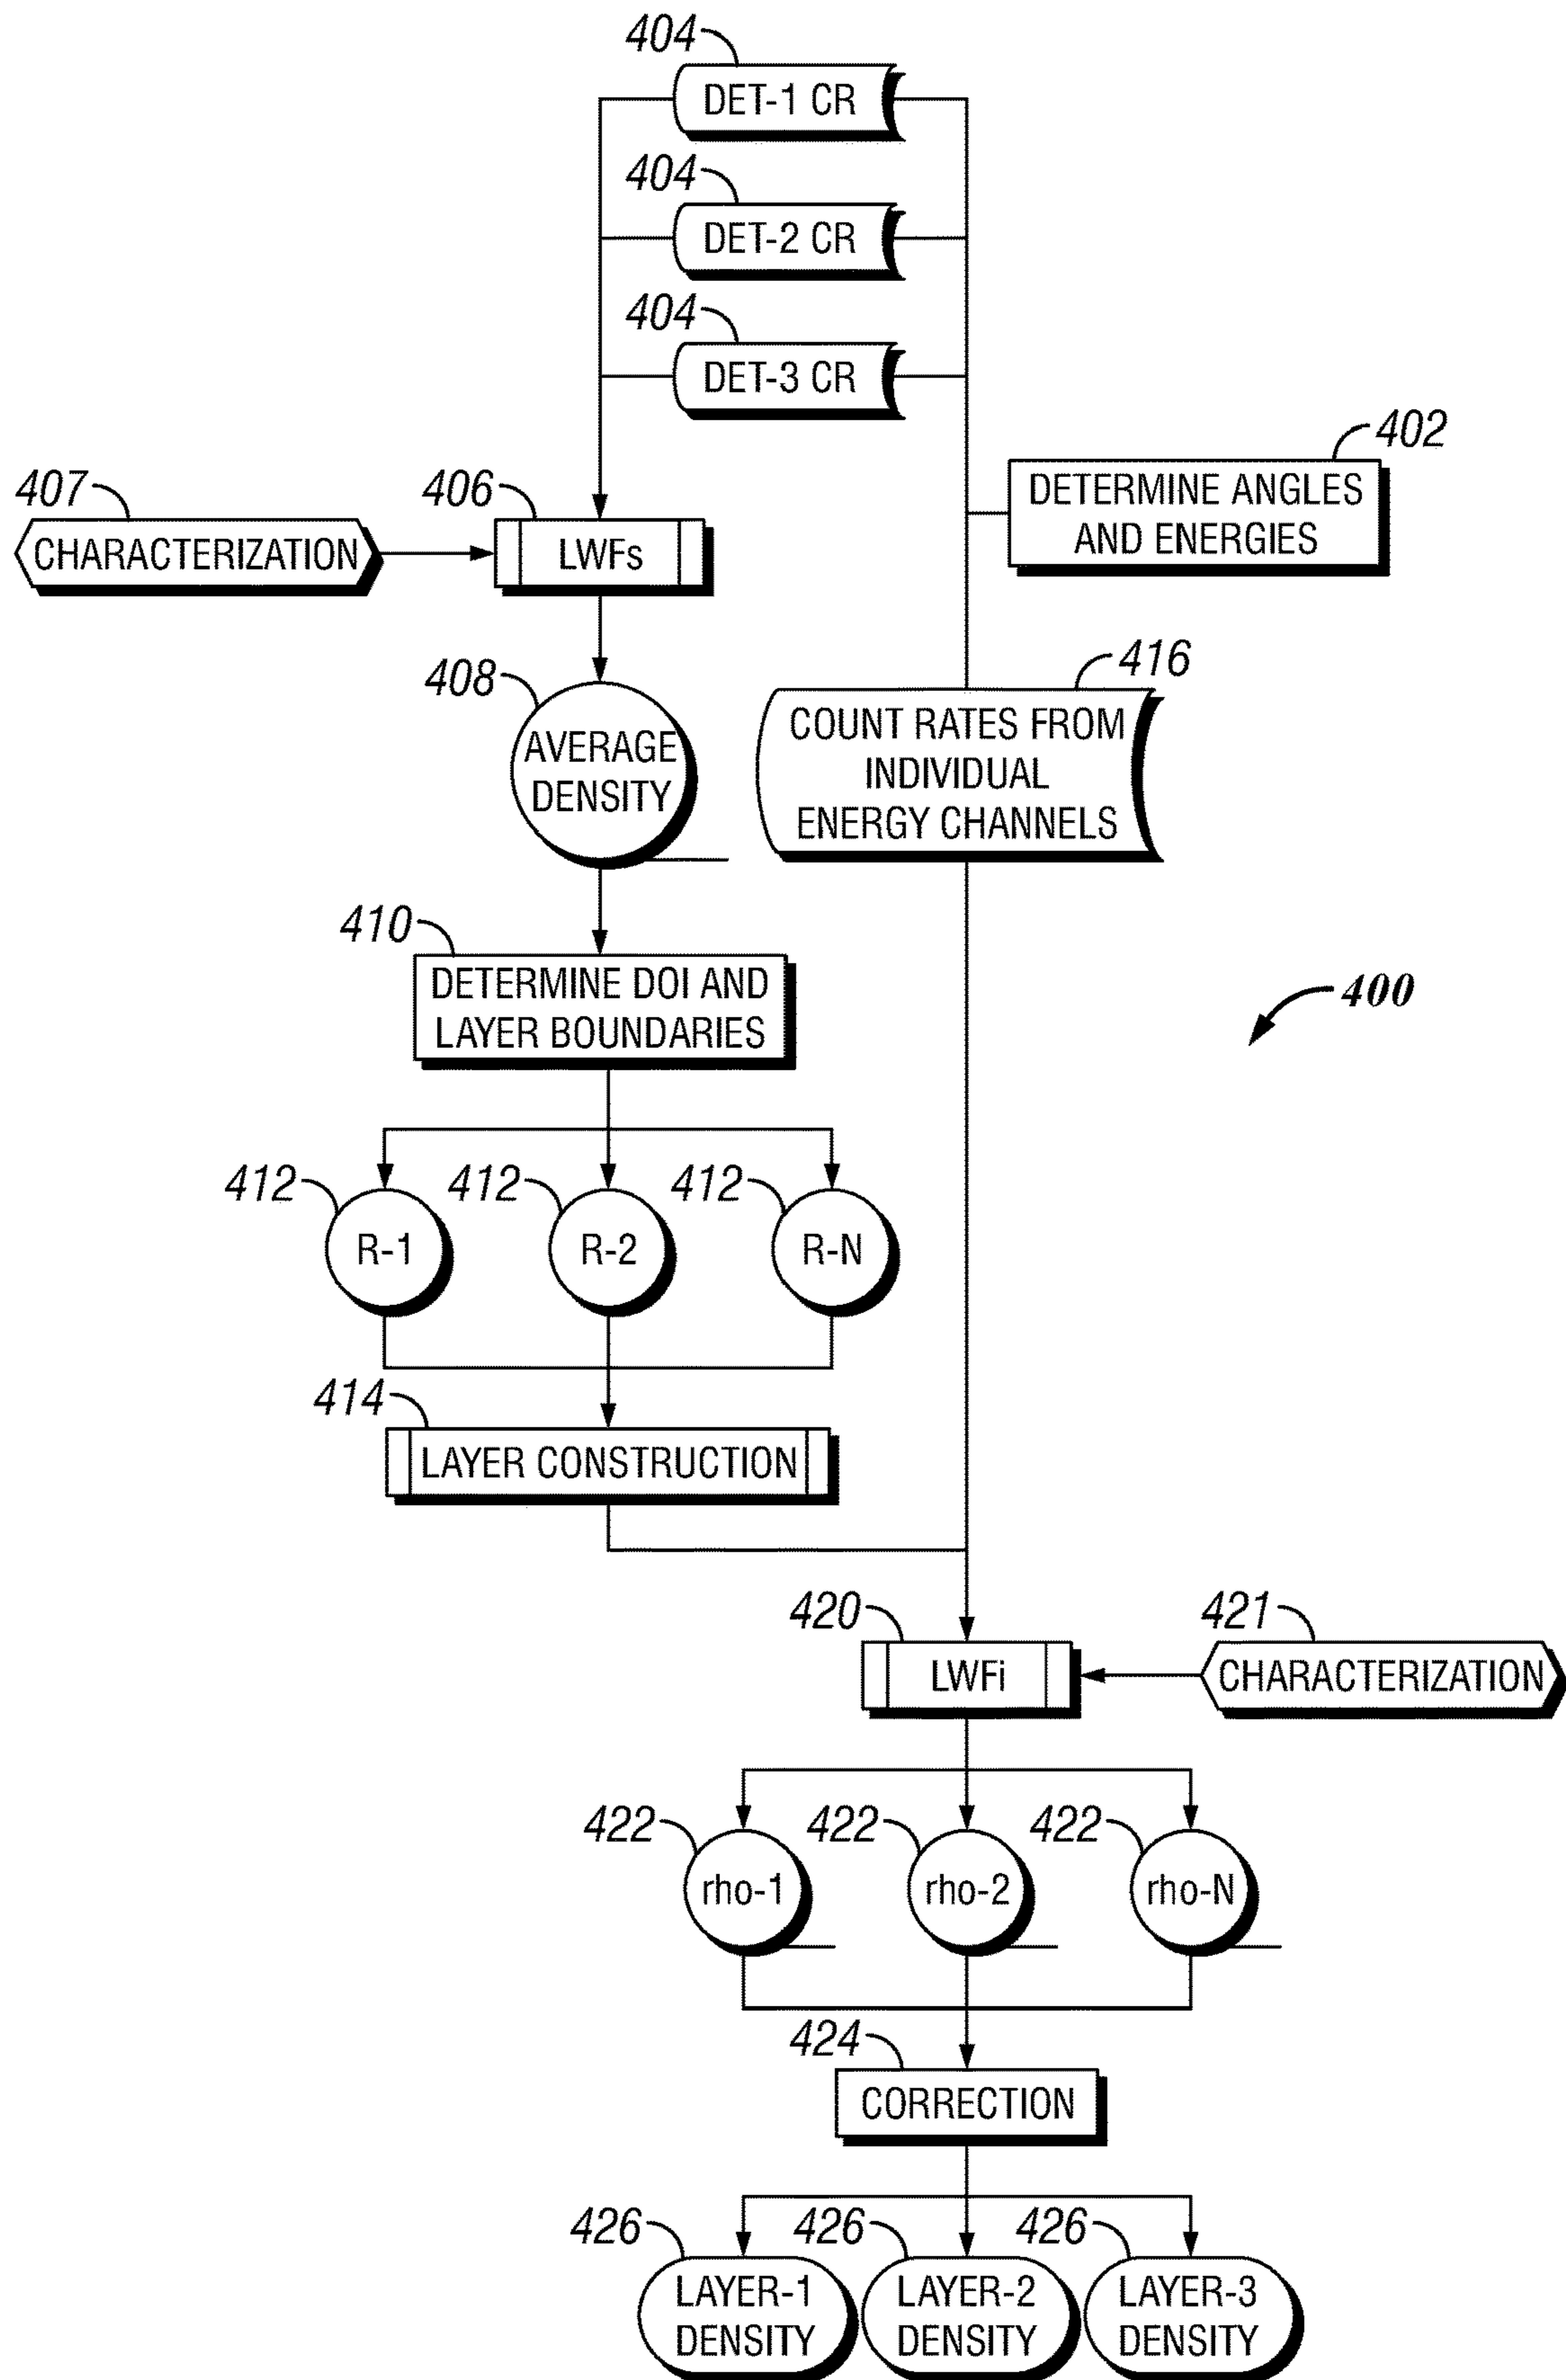 404
DET-1 CR
404
DET-2 CR
404
DET-3 CR
402
DETERMINE ANGLES
AND ENERGIES
407
CHARACTERIZATION
406
LWFs
408
AVERAGE
DENSITY
416
COUNT RATES FROM
INDIVIDUAL
ENERGY CHANNELS
410
DETERMINE DOI AND
LAYER BOUNDARIES
400
412
R-1
412
R-2
412
R-N
414
LAYER CONSTRUCTION
420
LWFi
421
CHARACTERIZATION
422
rho-1
422
rho-2
422
rho-N
424
CORRECTION
426
LAYER-1
DENSITY
426
LAYER-2
DENSITY
426
LAYER-3
DENSITY